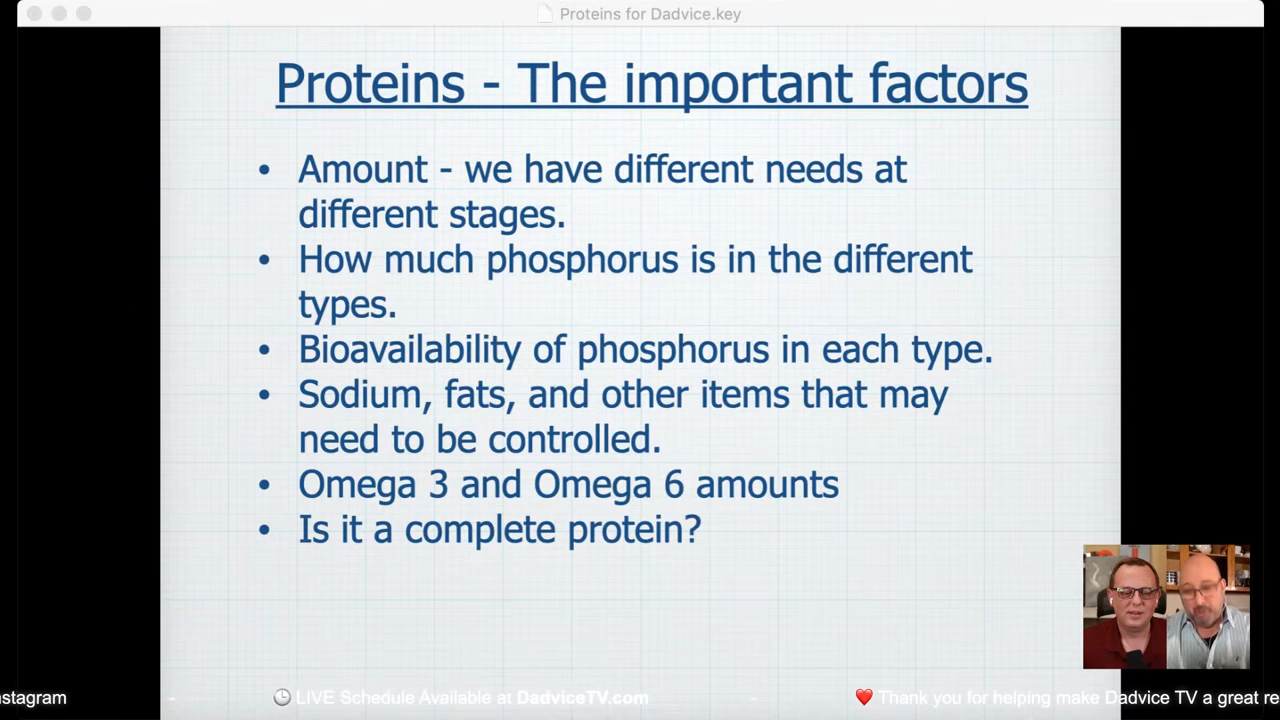 Proteins for Dadvice.key
Proteins - The important factors
• Amount - we have different needs at
different stages.
• How much phosphorus is in the different
types.
• Bioavailability of phosphorus in each type.
• Sodium, fats, and other items that may
need to be controlled.
• Omega 3 and Omega 6 amounts
• Is it a complete protein?
nstagram - 🕒 LIVE Schedule Available at DadviceTV.com - ❤️ Thank you for helping make Dadvice TV a great re